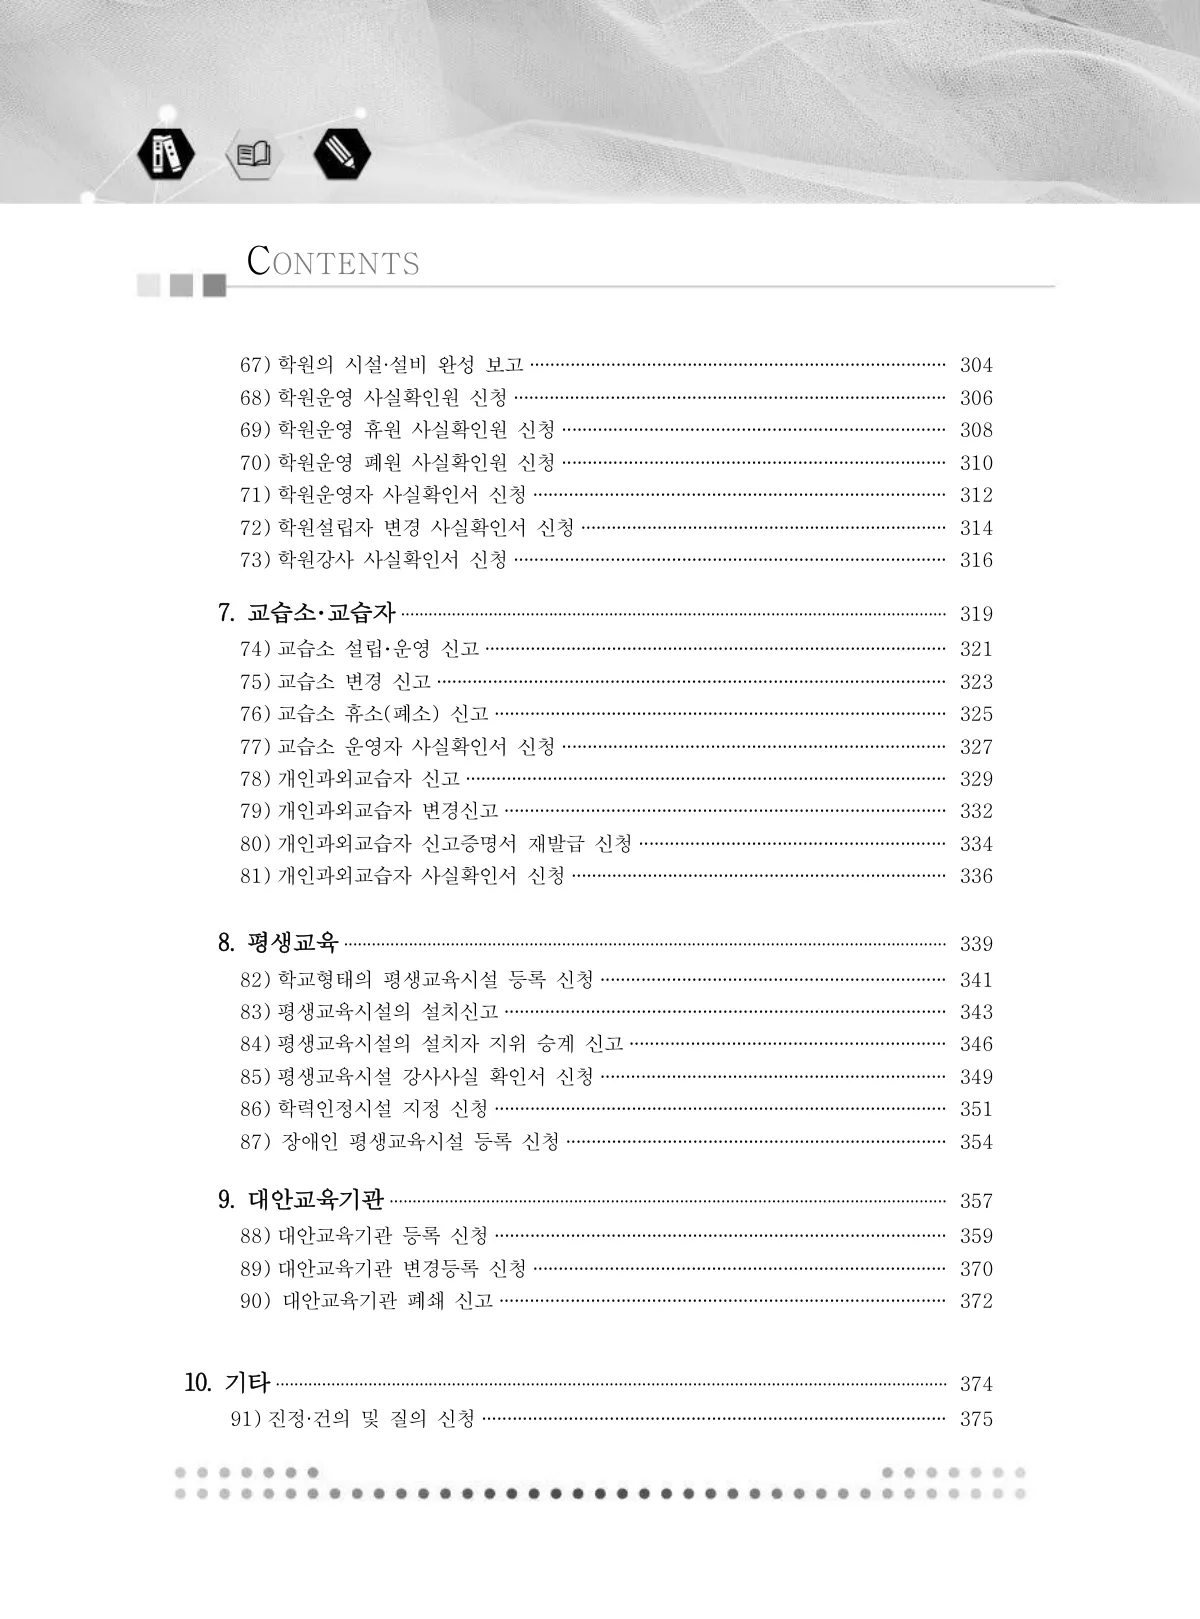 CONTENTS
67) 학원의 시설·설비 완성 보고 ········ 304
68) 학원운영 사실확인원 신청 ········ 306
69) 학원운영 휴원 사실확인원 신청 ········ 308
70) 학원운영 폐원 사실확인원 신청 ········ 310
71) 학원운영자 사실확인서 신청 ········ 312
72) 학원설립자 변경 사실확인서 신청 ········ 314
73) 학원강사 사실확인서 신청 ········ 316
7. 교습소·교습자 ········ 319
74) 교습소 설립·운영 신고 ········ 321
75) 교습소 변경 신고 ········ 323
76) 교습소 휴소(폐소) 신고 ········ 325
77) 교습소 운영자 사실확인서 신청 ········ 327
78) 개인과외교습자 신고 ········ 329
79) 개인과외교습자 변경신고 ········ 332
80) 개인과외교습자 신고증명서 재발급 신청 ········ 334
81) 개인과외교습자 사실확인서 신청 ········ 336
8. 평생교육 ········ 339
82) 학교형태의 평생교육시설 등록 신청 ········ 341
83) 평생교육시설의 설치신고 ········ 343
84) 평생교육시설의 설치자 지위 승계 신고 ········ 346
85) 평생교육시설 강사사실 확인서 신청 ········ 349
86) 학력인정시설 지정 신청 ········ 351
87) 장애인 평생교육시설 등록 신청 ········ 354
9. 대안교육기관 ········ 357
88) 대안교육기관 등록 신청 ········ 359
89) 대안교육기관 변경등록 신청 ········ 370
90) 대안교육기관 폐쇄 신고 ········ 372
10. 기타 ········ 374
91) 진정·건의 및 질의 신청 ········ 375